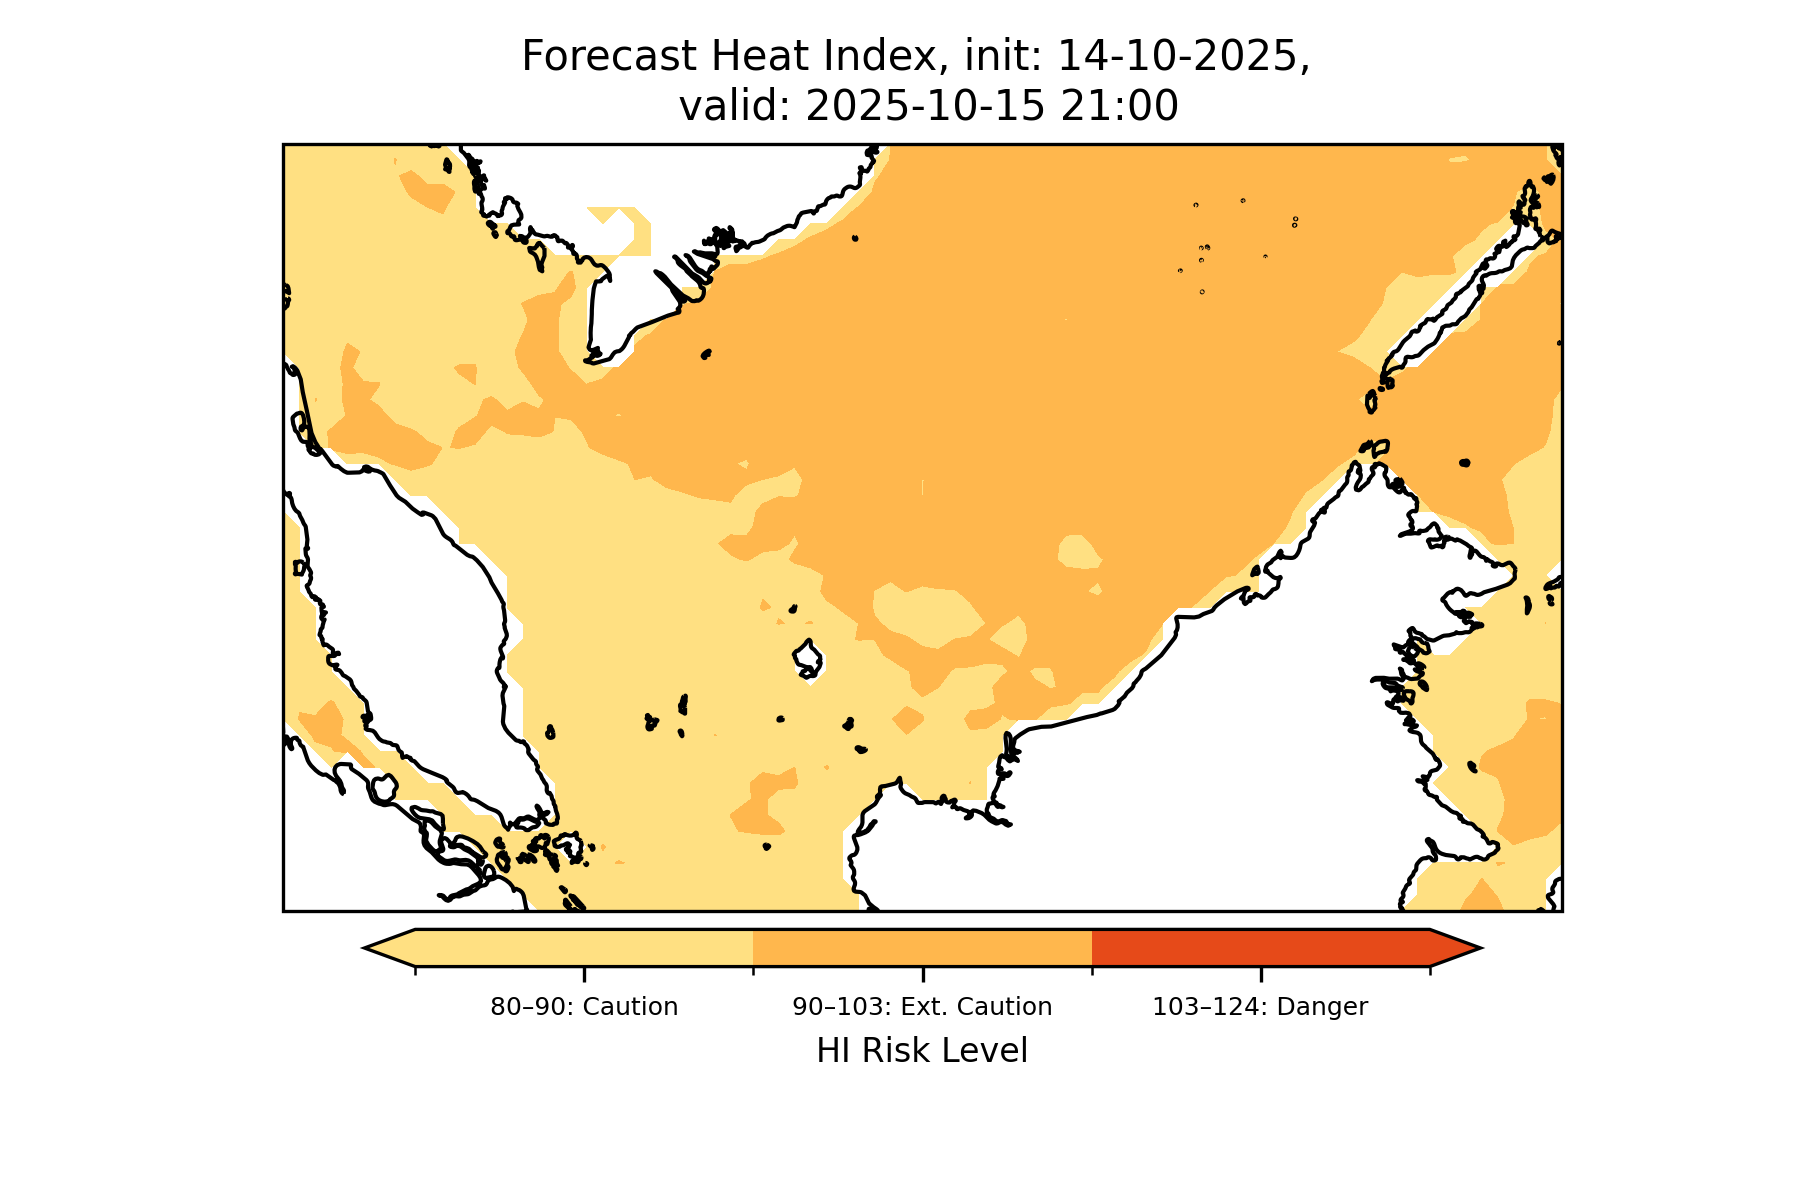 Forecast Heat Index, init: 14-10-2025,
valid: 2025-10-15 21:00
80–90: Caution
90–103: Ext. Caution
103–124: Danger
HI Risk Level